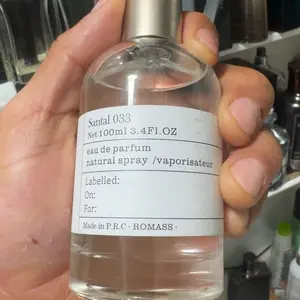 Santal 033
Net 100ml 3.4Fl.OZ
eau de parfum
natural spray /vaporisateur
Labelled:
On:
For:
Made in P.R.C · ROMASS ·